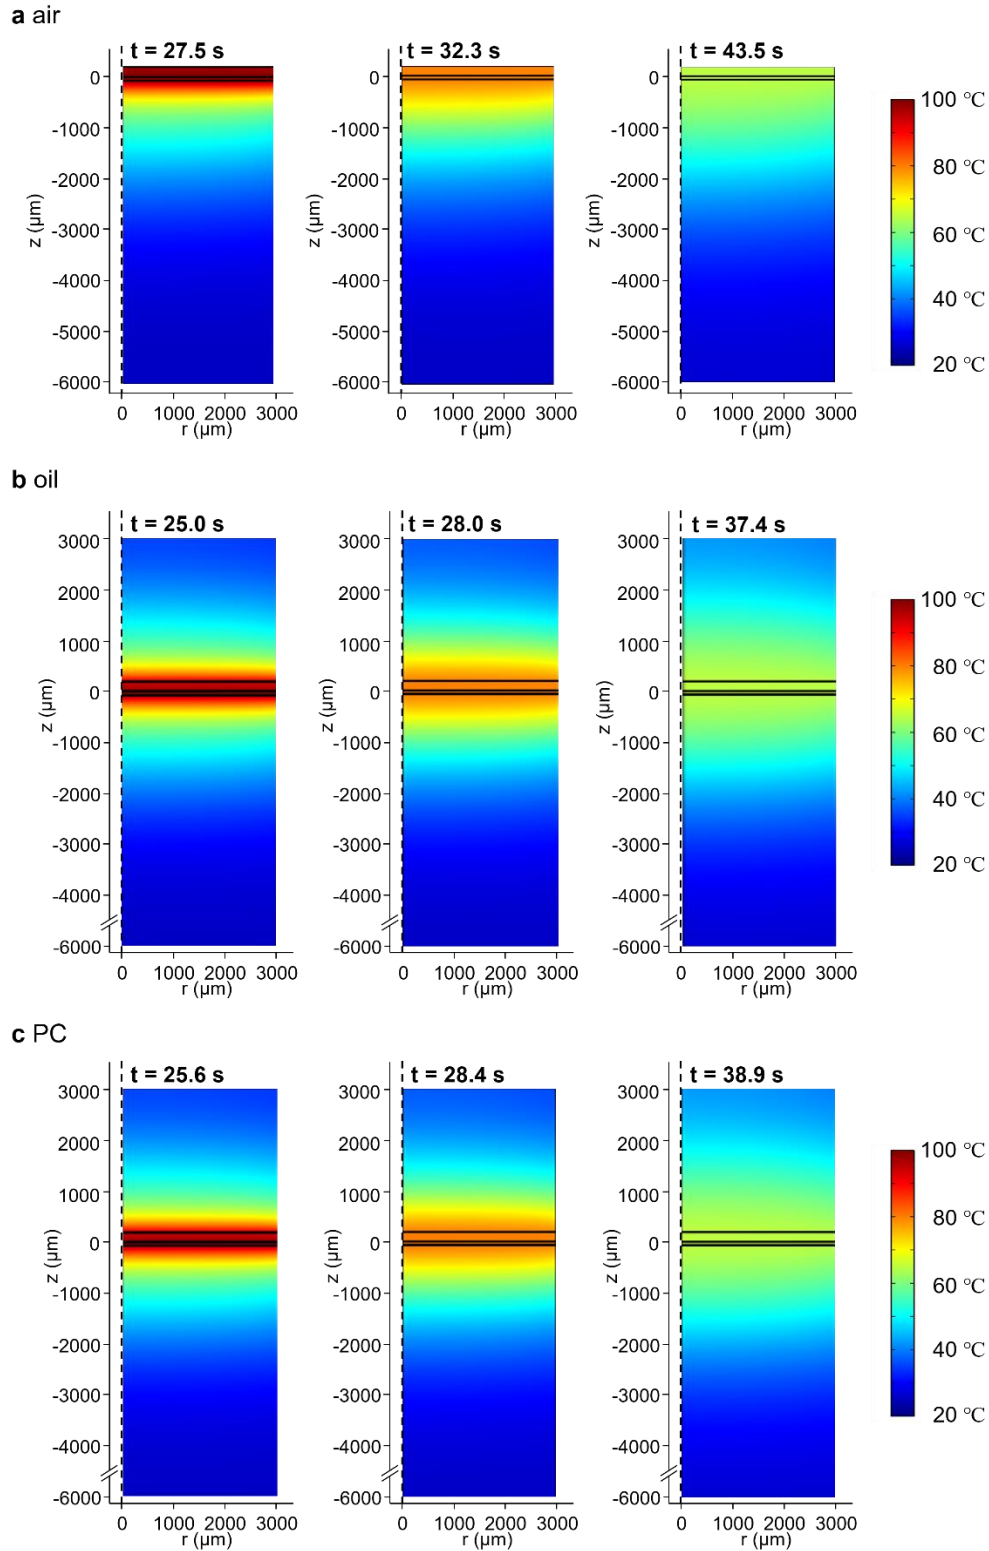 a air
t = 27.5 s
t = 32.3 s
t = 43.5 s
0
-1000
-2000
-3000
-4000
-5000
-6000
z (µm)
0 1000 2000 3000
r (µm)
0
-1000
-2000
-3000
-4000
-5000
-6000
z (µm)
0 1000 2000 3000
r (µm)
0
-1000
-2000
-3000
-4000
-5000
-6000
z (µm)
0 1000 2000 3000
r (µm)
100 °C
80 °C
60 °C
40 °C
20 °C
b oil
t = 25.0 s
t = 28.0 s
t = 37.4 s
3000
2000
1000
0
-1000
-2000
-3000
-4000
-6000
z (µm)
0 1000 2000 3000
r (µm)
3000
2000
1000
0
-1000
-2000
-3000
-4000
-6000
z (µm)
0 1000 2000 3000
r (µm)
3000
2000
1000
0
-1000
-2000
-3000
-4000
-6000
z (µm)
0 1000 2000 3000
r (µm)
100 °C
80 °C
60 °C
40 °C
20 °C
c PC
t = 25.6 s
t = 28.4 s
t = 38.9 s
3000
2000
1000
0
-1000
-2000
-3000
-4000
-6000
z (µm)
0 1000 2000 3000
r (µm)
3000
2000
1000
0
-1000
-2000
-3000
-4000
-6000
z (µm)
0 1000 2000 3000
r (µm)
3000
2000
1000
0
-1000
-2000
-3000
-4000
-6000
z (µm)
0 1000 2000 3000
r (µm)
100 °C
80 °C
60 °C
40 °C
20 °C